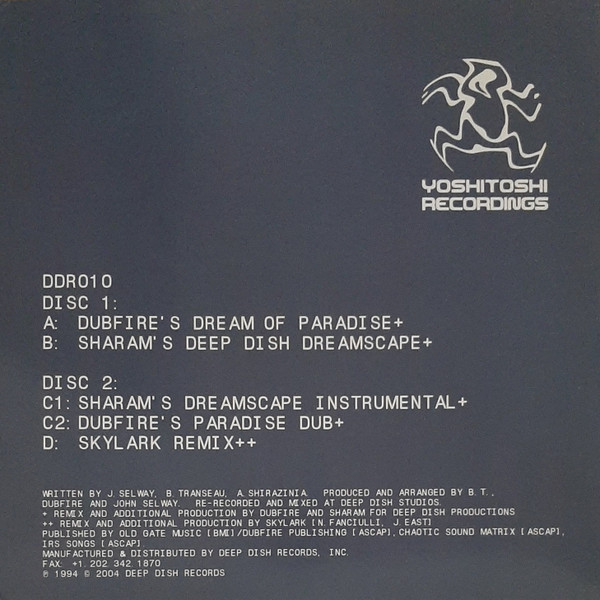 YOSHITOSHI
RECORDINGS
DDR010
DISC 1:
A: DUBFIRE'S DREAM OF PARADISE+
B: SHARAM'S DEEP DISH DREAMSCAPE+
DISC 2:
C1: SHARAM'S DREAMSCAPE INSTRUMENTAL+
C2: DUBFIRE'S PARADISE DUB+
D: SKYLARK REMIX++
WRITTEN BY J. SELWAY, B. TRANSEAU, A. SHIRAZINIA. PRODUCED AND ARRANGED BY B.T.,
DUBFIRE AND JOHN SELWAY. RE-RECORDED AND MIXED AT DEEP DISH STUDIOS.
+ REMIX AND ADDITIONAL PRODUCTION BY DUBFIRE AND SHARAM FOR DEEP DISH PRODUCTIONS
++ REMIX AND ADDITIONAL PRODUCTION BY SKYLARK [N. FANCIULLI, J. EAST]
PUBLISHED BY OLD GATE MUSIC [BMI]/DUBFIRE PUBLISHING [ASCAP], CHAOTIC SOUND MATRIX [ASCAP],
IRS SONGS [ASCAP].
MANUFACTURED & DISTRIBUTED BY DEEP DISH RECORDS, INC.
FAX: +1. 202. 342. 1870
℗ 1994 © 2004 DEEP DISH RECORDS